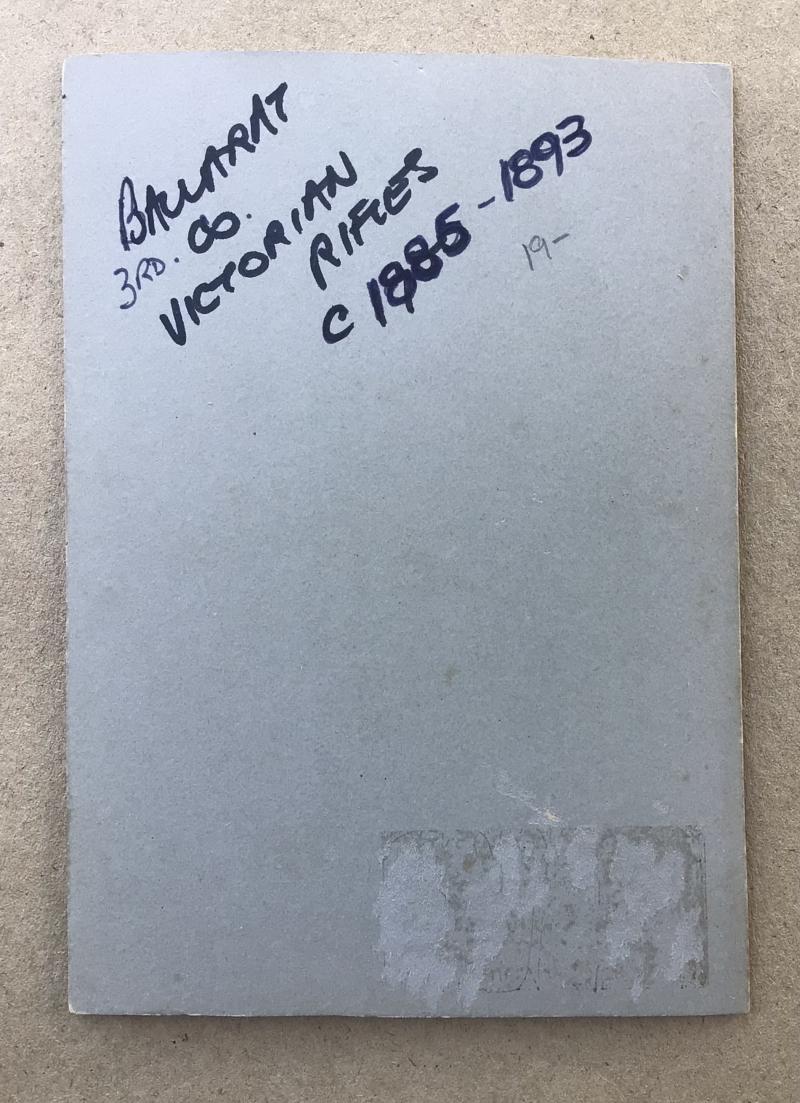 BALLARAT
3RD. CO.
VICTORIAN
RIFLES
C 1885 - 1893
19-